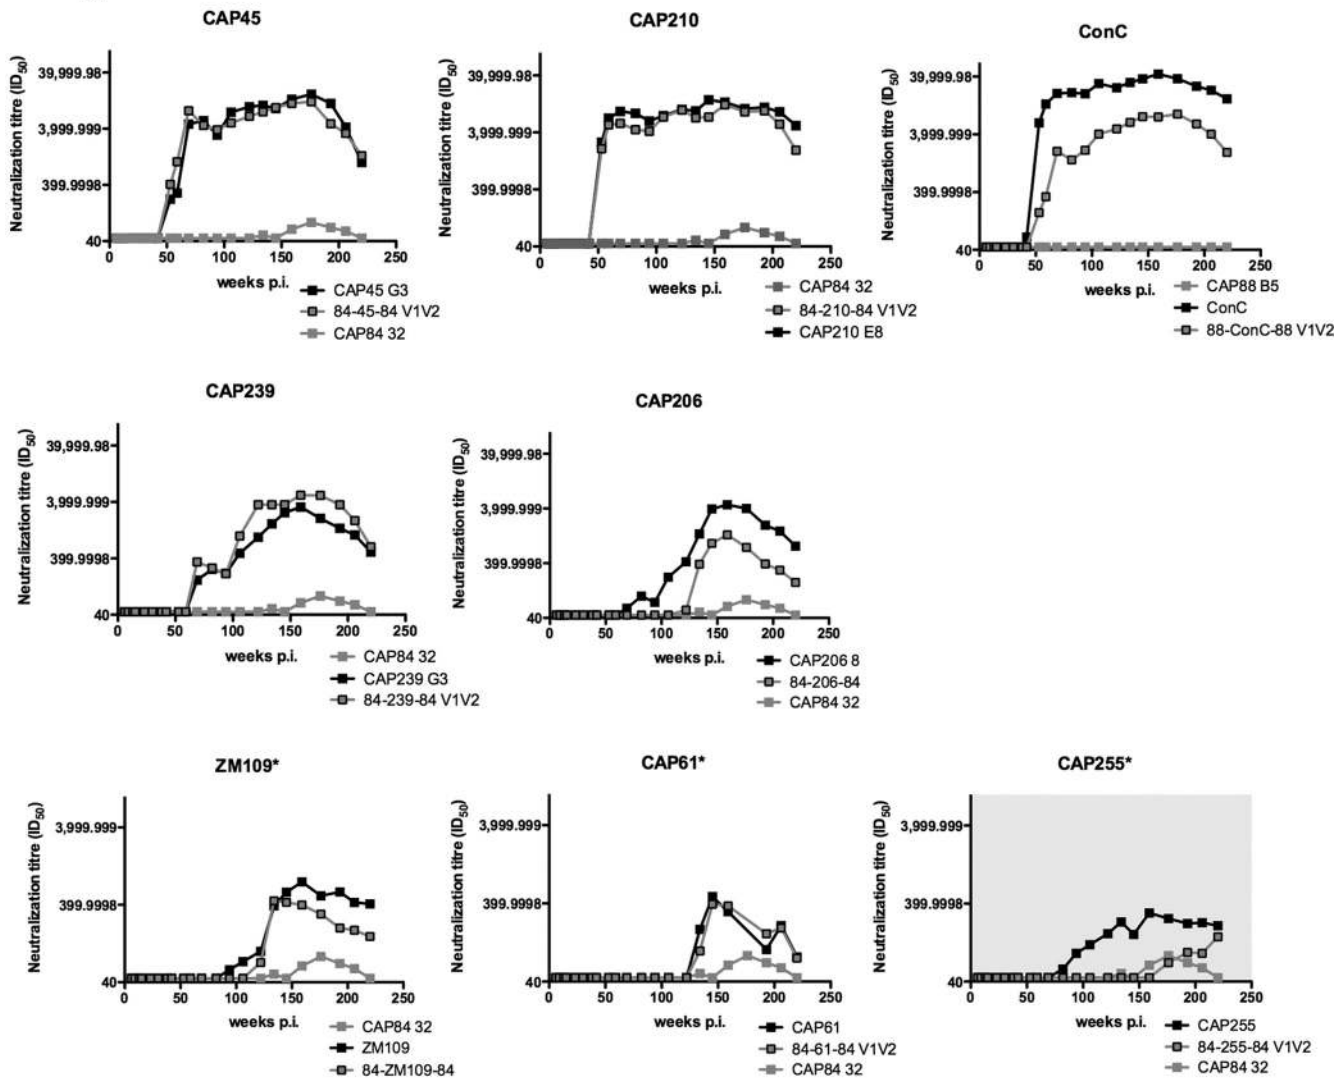 CAP45
Neutralization titre (ID50)
39,999.98
3,999.999
399.9998
40
0 50 100 150 200 250
weeks p.i.
CAP45 G3
84-45-84 V1V2
CAP84 32
CAP210
Neutralization titre (ID50)
39,999.98
3,999.999
399.9998
40
0 50 100 150 200 250
weeks p.i.
CAP84 32
84-210-84 V1V2
CAP210 E8
ConC
Neutralization titre (ID50)
39,999.98
3,999.999
399.9998
40
0 50 100 150 200 250
weeks p.i.
CAP88 B5
ConC
88-ConC-88 V1V2
CAP239
Neutralization titre (ID50)
39,999.98
3,999.999
399.9998
40
0 50 100 150 200 250
weeks p.i.
CAP84 32
CAP239 G3
84-239-84 V1V2
CAP206
Neutralization titre (ID50)
39,999.98
3,999.999
399.9998
40
0 50 100 150 200 250
weeks p.i.
CAP206 8
84-206-84
CAP84 32
ZM109*
Neutralization titre (ID50)
3,999.999
399.9998
40
0 50 100 150 200 250
weeks p.i.
CAP84 32
ZM109
84-ZM109-84
CAP61*
Neutralization titre (ID50)
3,999.999
399.9998
40
0 50 100 150 200 250
weeks p.i.
CAP61
84-61-84 V1V2
CAP84 32
CAP255*
Neutralization titre (ID50)
3,999.999
399.9998
40
0 50 100 150 200 250
weeks p.i.
CAP255
84-255-84 V1V2
CAP84 32